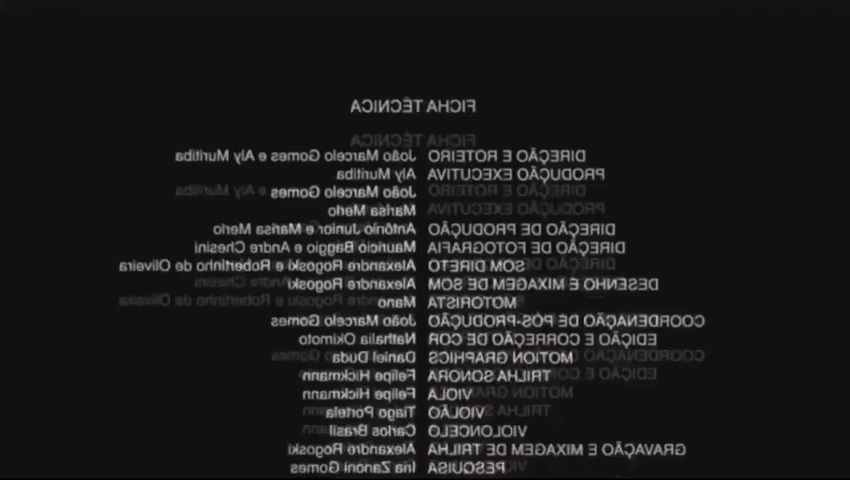 FICHA TÉCNICA
DIREÇÃO E ROTEIRO João Marcelo Gomes e Aly Muritiba
PRODUÇÃO EXECUTIVA Aly Muritiba
João Marcelo Gomes
Marisa Merlo
DIREÇÃO DE PRODUÇÃO Antônio Junior e Marisa Merlo
DIREÇÃO DE FOTOGRAFIA Mauricio Baggio e Andre Chesini
SOM DIRETO Alexandre Rogoski e Robertinho de Oliveira
DESENHO E MIXAGEM DE SOM Alexandre Rogoski
MOTORISTA Mano
COORDENAÇÃO DE PÓS-PRODUÇÃO João Marcelo Gomes
EDIÇÃO E CORREÇÃO DE COR Nathalia Okimoto
MOTION GRAPHICS Daniel Duda
TRILHA SONORA Felipe Hickmann
VIOLA Felipe Hickmann
VIOLÃO Tiago Portela
VIOLONCELO Carlos Brasil
GRAVAÇÃO E MIXAGEM DE TRILHA Alexandre Rogoski
PESQUISA Iria Zanoni Gomes